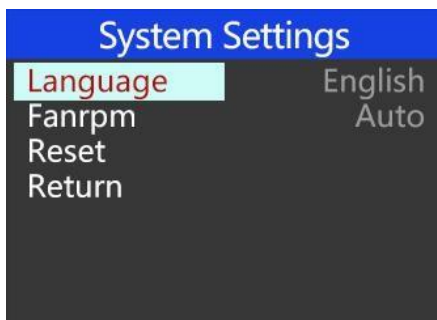 System Settings
Language English
Fanrpm Auto
Reset
Return